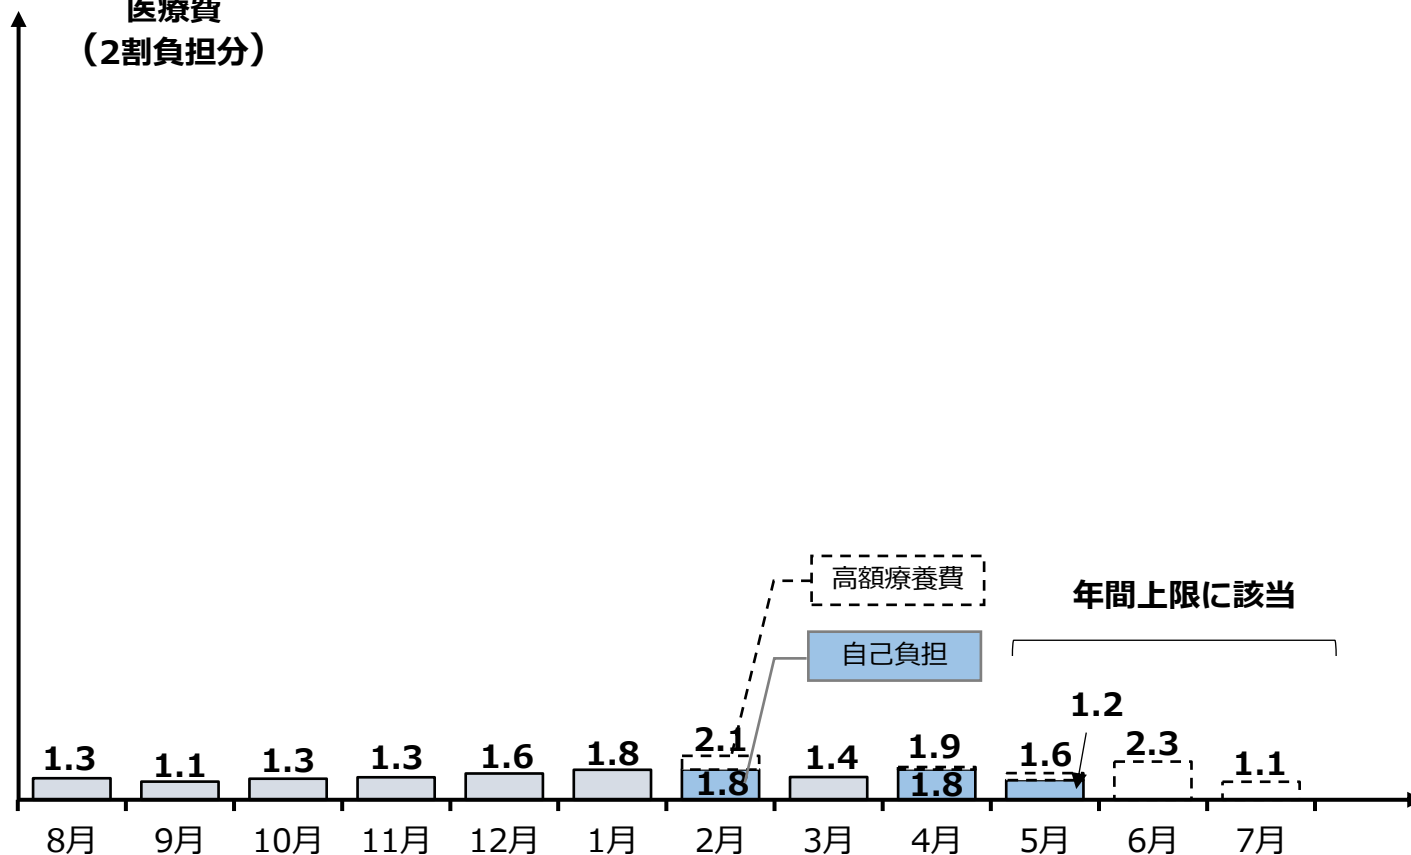 医療費
（2割負担分）
高額療養費
年間上限に該当
自己負担
1.2
1.3
1.1
1.3
1.3
1.6
1.8
2.1
1.8
1.4
1.9
1.8
1.6
2.3
1.1
8月
9月
10月
11月
12月
1月
2月
3月
4月
5月
6月
7月